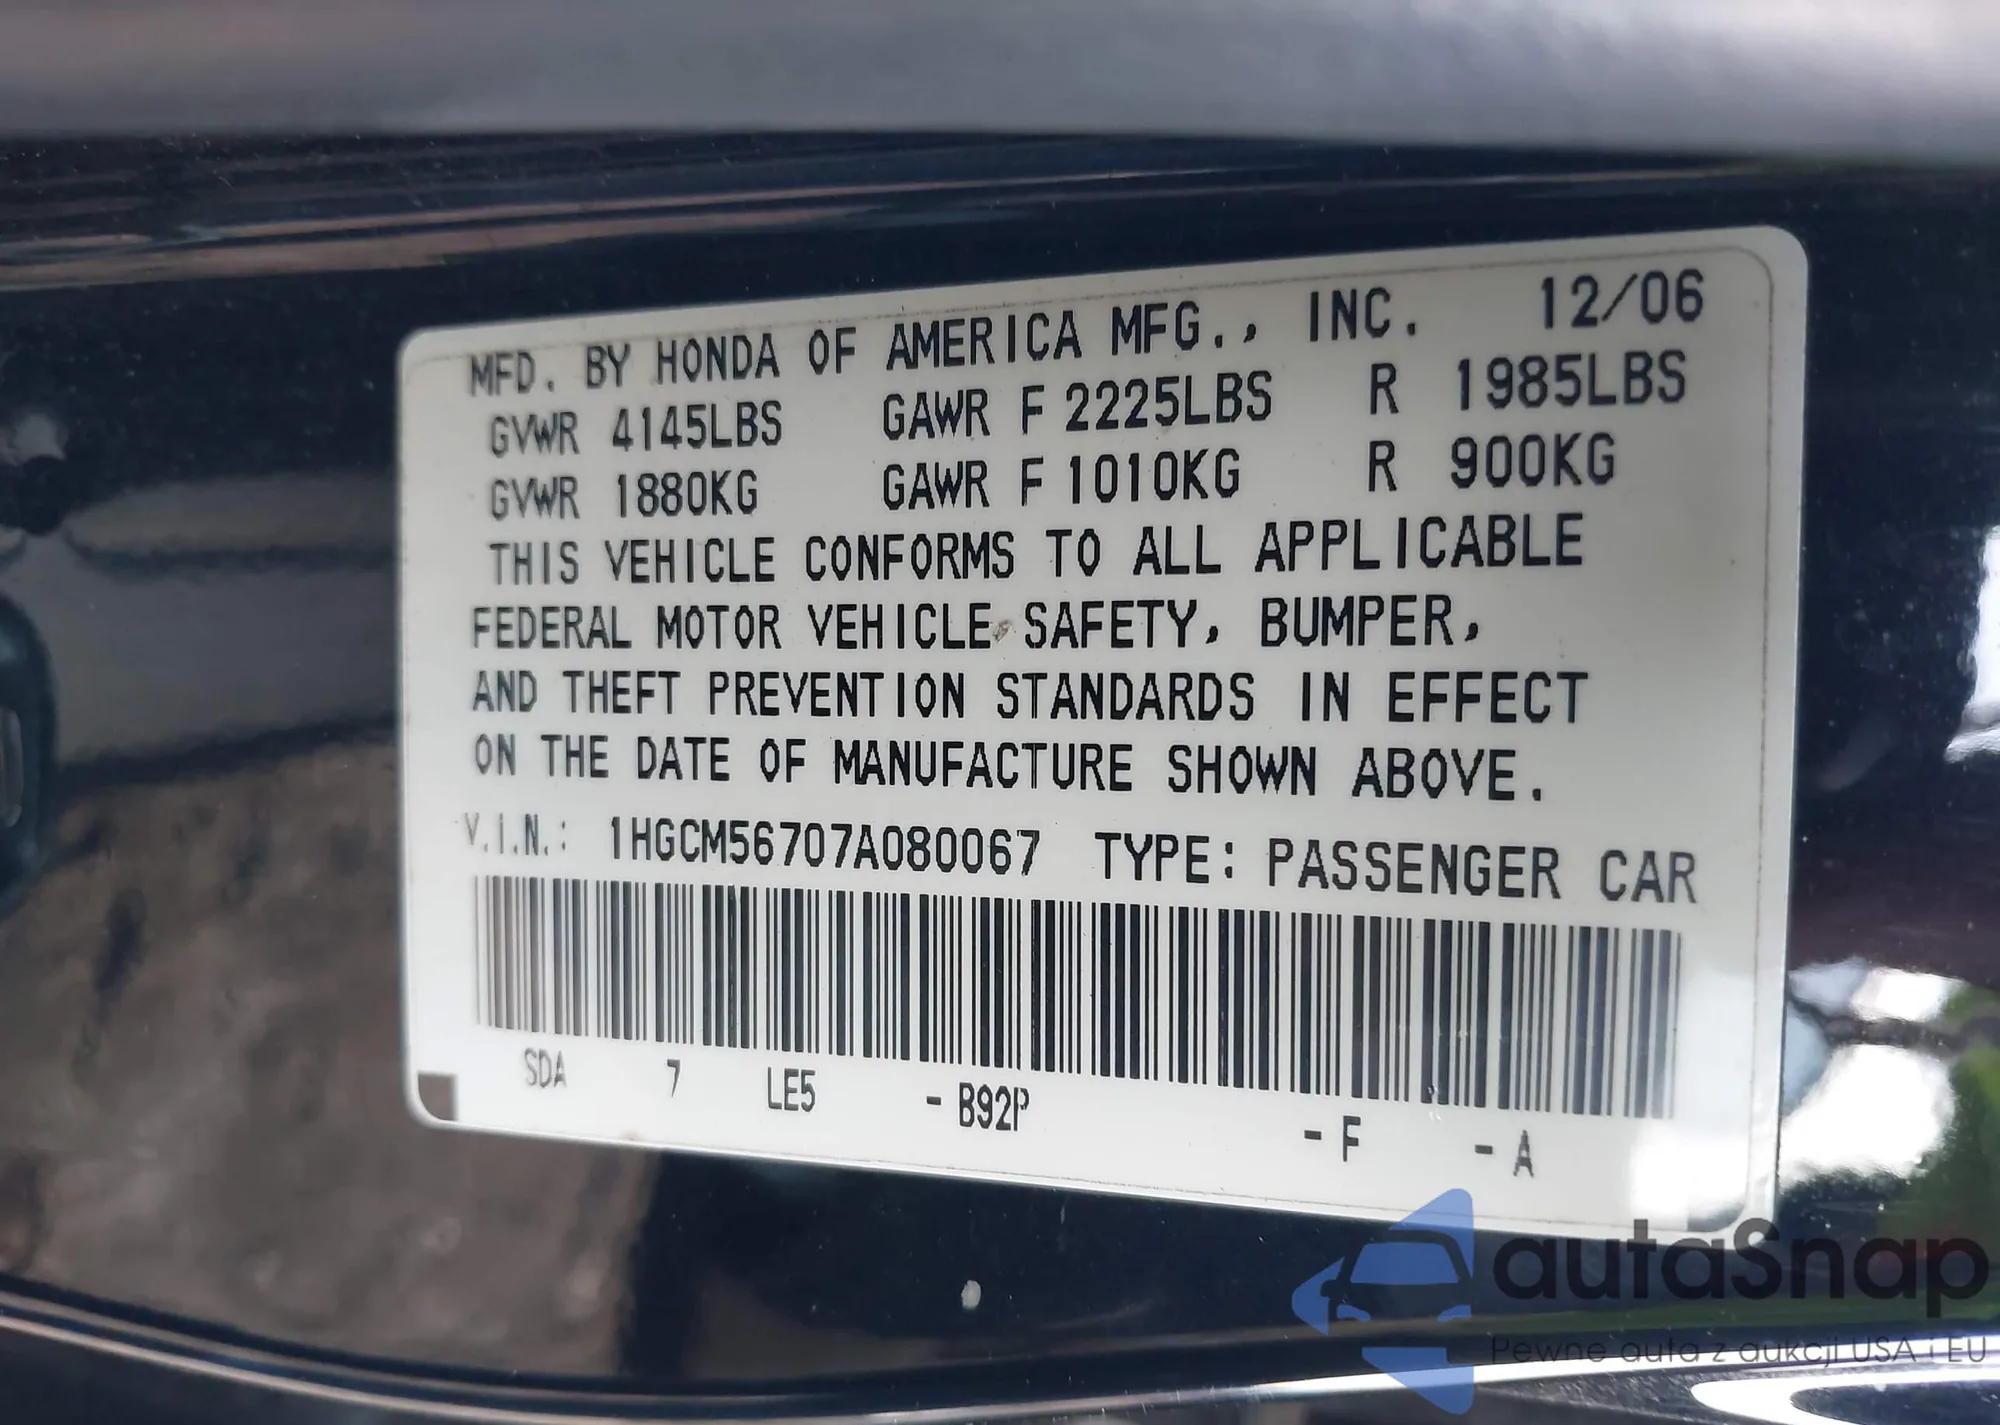 MFD. BY HONDA OF AMERICA MFG., INC. 12/06
GVWR 4145LBS GAWR F 2225LBS R 1985LBS
GVWR 1880KG GAWR F 1010KG R 900KG
THIS VEHICLE CONFORMS TO ALL APPLICABLE
FEDERAL MOTOR VEHICLE SAFETY, BUMPER,
AND THEFT PREVENTION STANDARDS IN EFFECT
ON THE DATE OF MANUFACTURE SHOWN ABOVE.
V.I.N.: 1HGCM56707A080067 TYPE: PASSENGER CAR
SDA 7 LE5 - B92P - F - A
autaSnap
Pewne auta z aukcji USA i EU